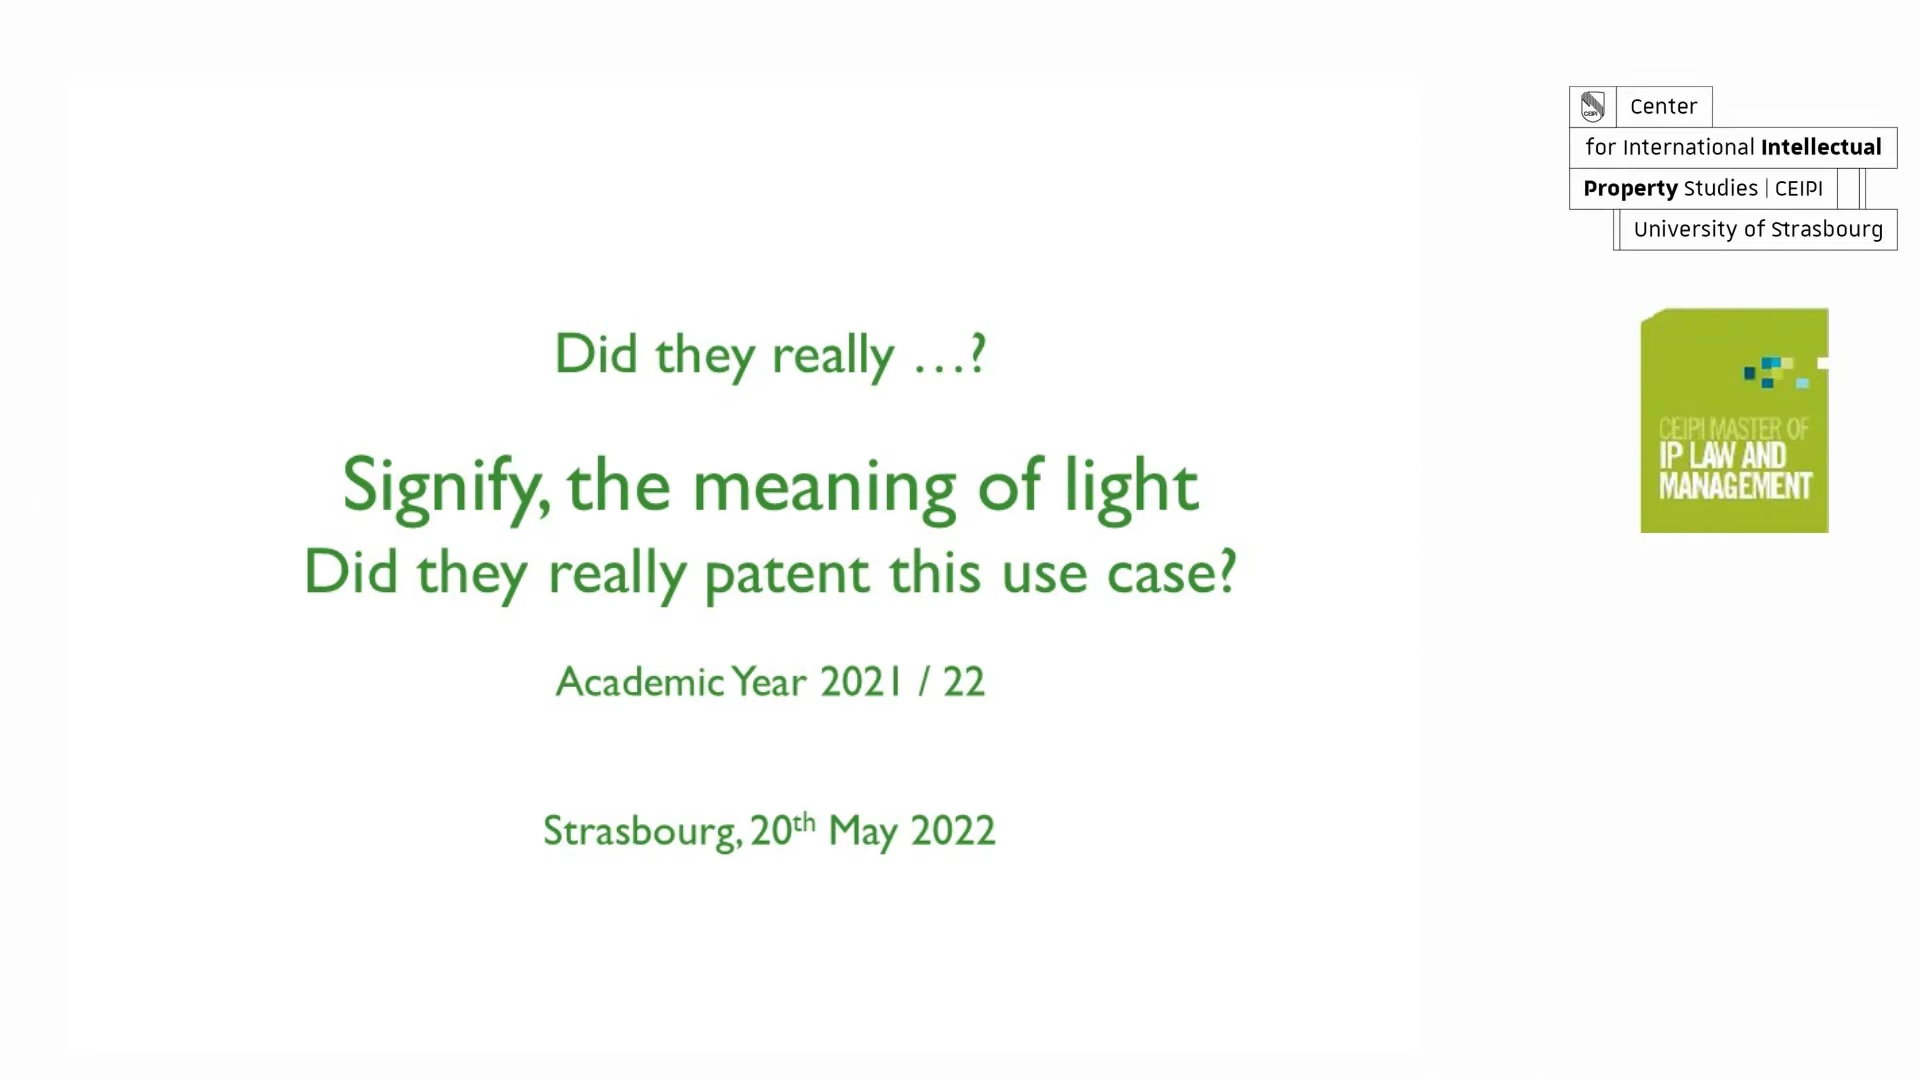 Center
for International Intellectual
Property Studies | CEIPI
University of Strasbourg
CEIPI
Did they really …?
Signify, the meaning of light
Did they really patent this use case?
Academic Year 2021 / 22
Strasbourg, 20th May 2022
CEIPI MASTER OF
IP LAW AND
MANAGEMENT